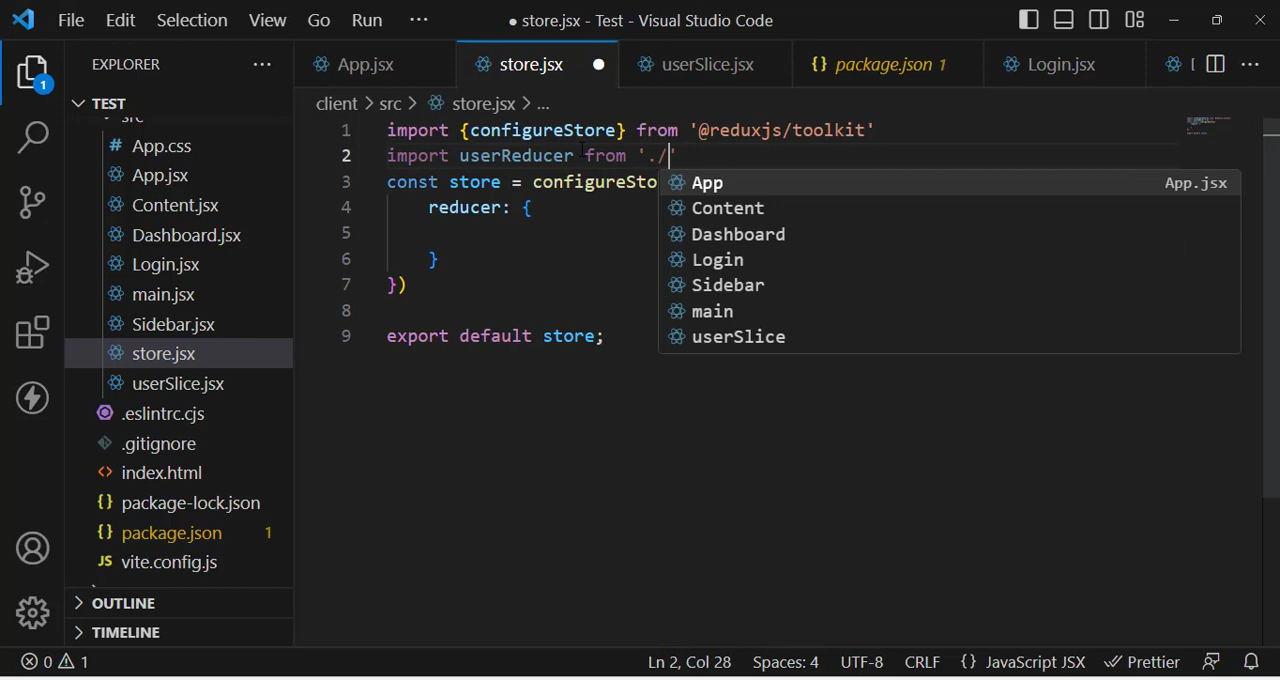 File Edit Selection View Go Run ··· ● store.jsx - Test - Visual Studio Code
EXPLORER ···
App.jsx store.jsx ● userSlice.jsx {} package.json 1 Login.jsx
1
TEST
client > src > store.jsx > ...
src
# App.css
App.jsx
Content.jsx
Dashboard.jsx
Login.jsx
main.jsx
Sidebar.jsx
store.jsx
userSlice.jsx
.eslintrc.cjs
.gitignore
index.html
{} package-lock.json
{} package.json 1
JS vite.config.js
OUTLINE
TIMELINE
1 import {configureStore} from '@reduxjs/toolkit'
2 import userReducer from './'
3 const store = configureSto
4 reducer: {
5
6 }
7 })
8
9 export default store;
App App.jsx
Content
Dashboard
Login
Sidebar
main
userSlice
0 1 Ln 2, Col 28 Spaces: 4 UTF-8 CRLF {} JavaScript JSX Prettier